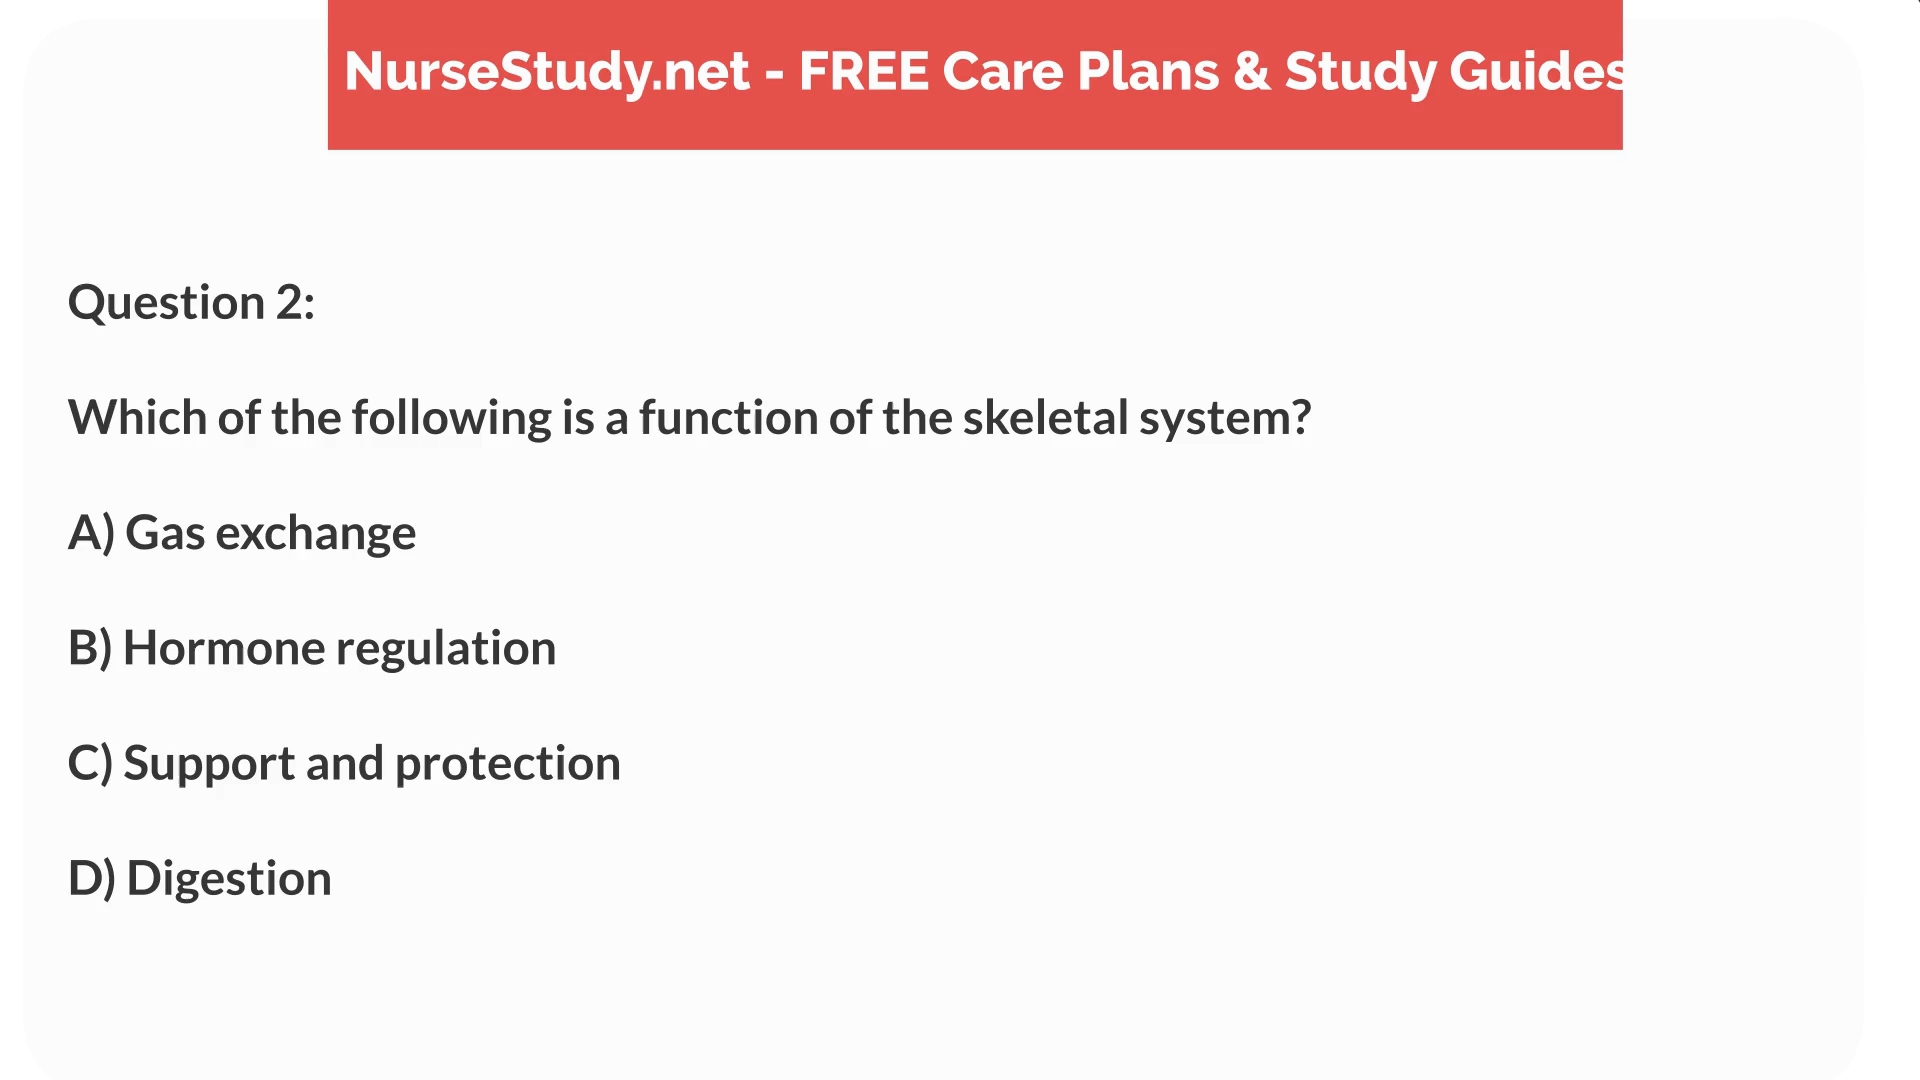 NurseStudy.net - FREE Care Plans & Study Guides
Question 2:
Which of the following is a function of the skeletal system?
A) Gas exchange
B) Hormone regulation
C) Support and protection
D) Digestion